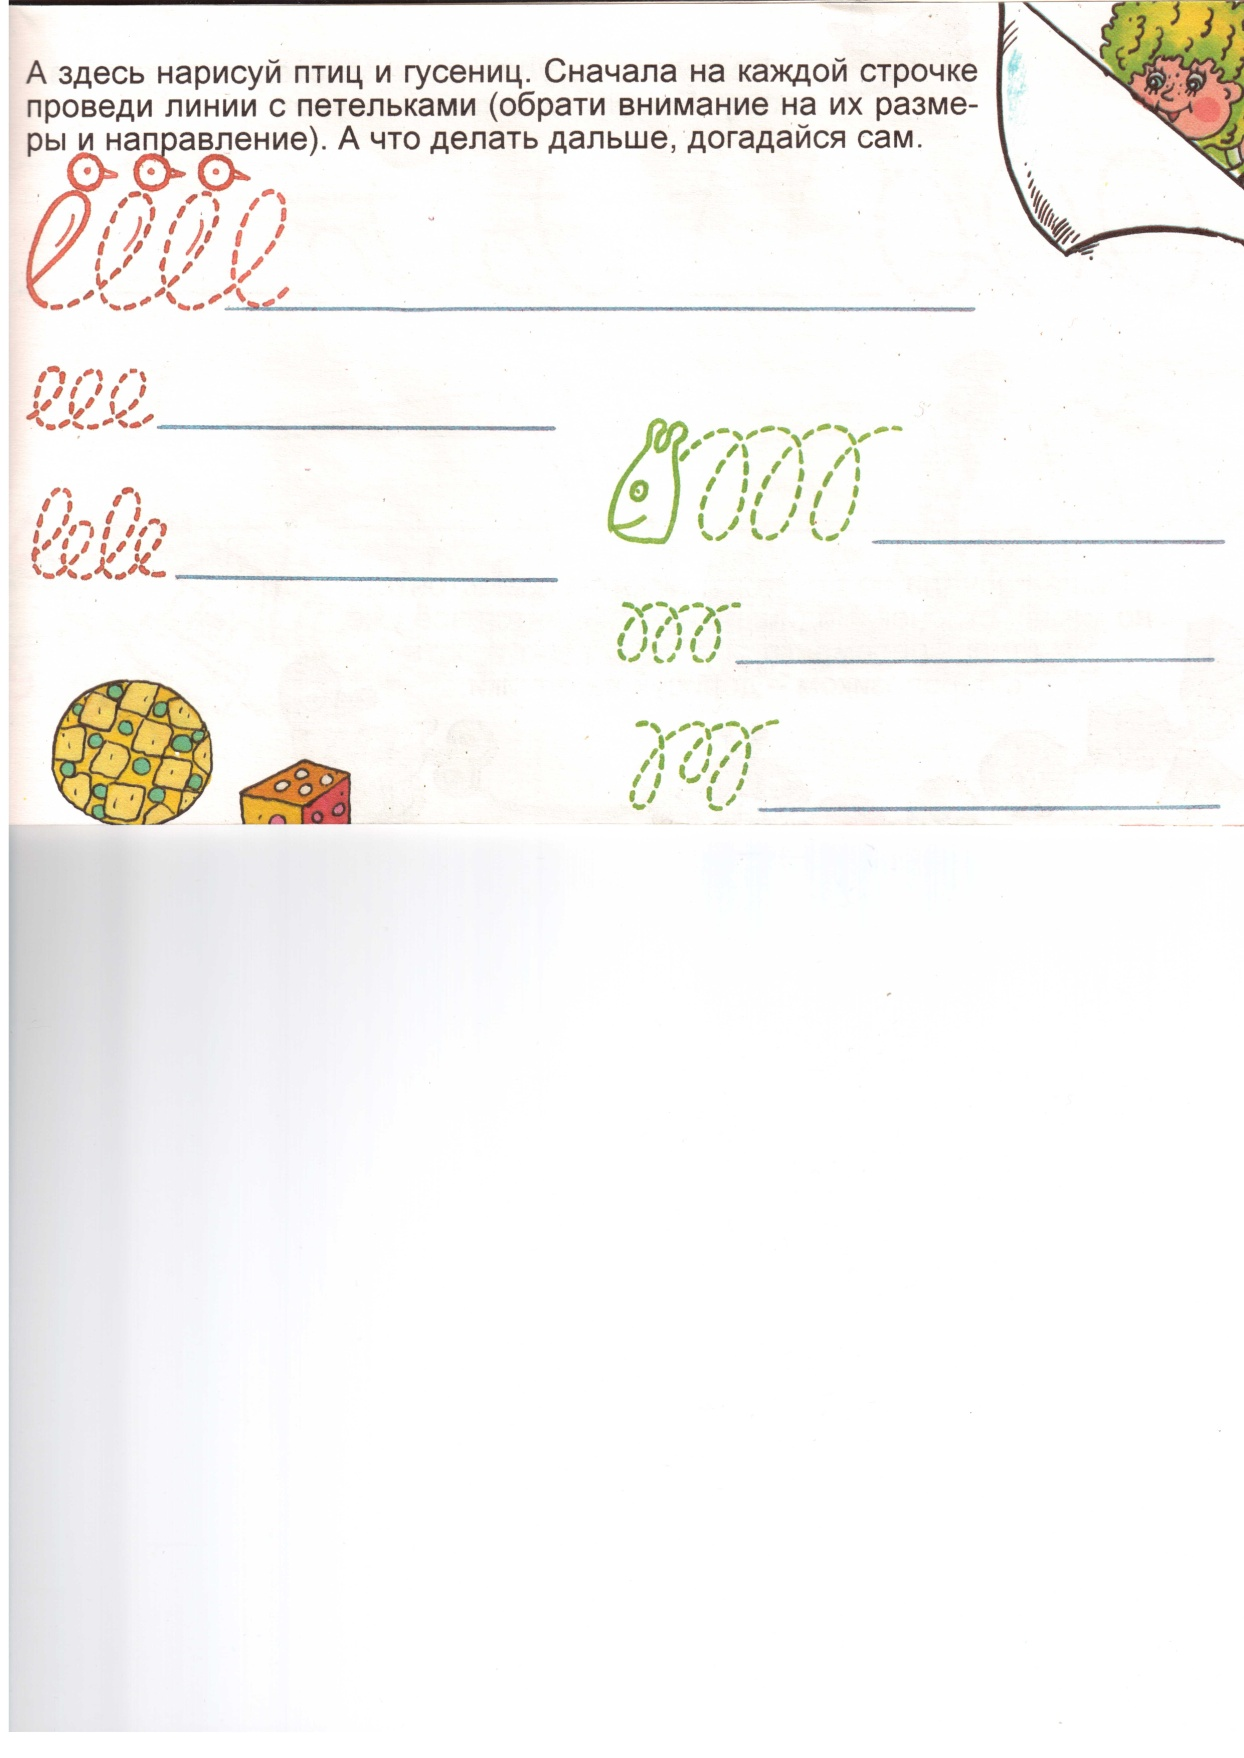 А здесь нарисуй птиц и гусениц. Сначала на каждой строчке
проведи линии с петельками (обрати внимание на их разме-
ры и направление). А что делать дальше, догадайся сам.